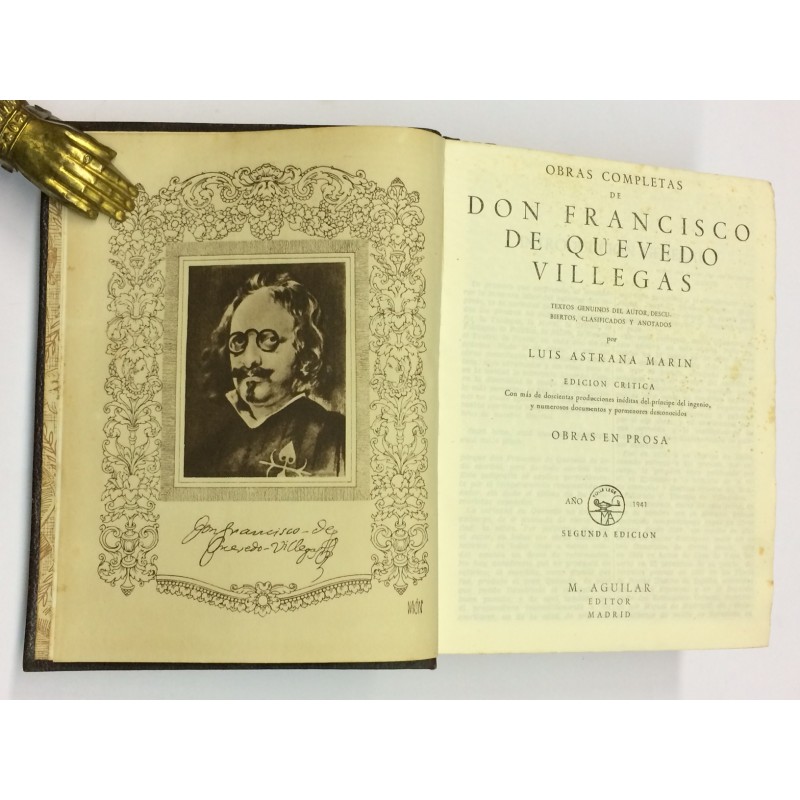 Don Francisco de
Quevedo-Villegas
OBRAS COMPLETAS
DE
DON FRANCISCO
DE QUEVEDO
VILLEGAS
TEXTOS GENUINOS DEL AUTOR, DESCU-
BIERTOS, CLASIFICADOS Y ANOTADOS
por
LUIS ASTRANA MARIN
EDICION CRITICA
Con más de doscientas producciones inéditas del príncipe del ingenio,
y numerosos documentos y pormenores desconocidos
OBRAS EN PROSA
AÑO 1943
SEGUNDA EDICION
M. AGUILAR
EDITOR
MADRID